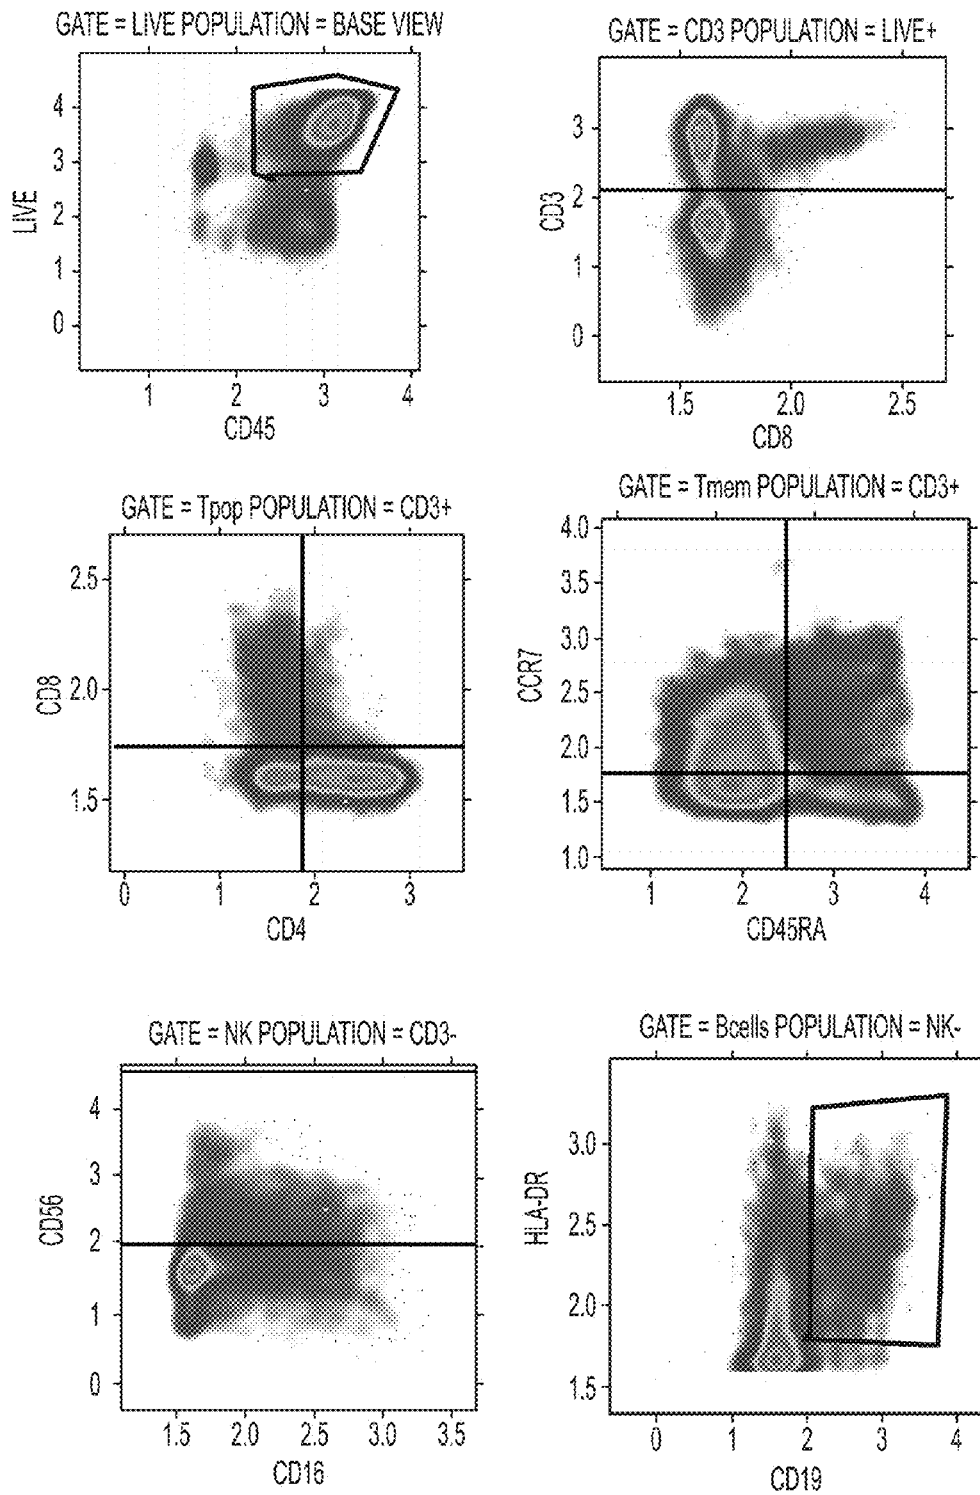 GATE = LIVE POPULATION = BASE VIEW
LIVE
4
3
2
1
0
1 2 3 4
CD45
GATE = CD3 POPULATION = LIVE+
CD3
3
2
1
0
1.5 2.0 2.5
CD8
GATE = Tpop POPULATION = CD3+
CD8
2.5
2.0
1.5
0 1 2 3
CD4
GATE = Tmem POPULATION = CD3+
CCR7
4.0
3.5
3.0
2.5
2.0
1.5
1.0
1 2 3 4
CD45RA
GATE = NK POPULATION = CD3-
CD56
4
3
2
1
0
1.5 2.0 2.5 3.0 3.5
CD16
GATE = Bcells POPULATION = NK-
HLA-DR
3.0
2.5
2.0
1.5
0 1 2 3 4
CD19